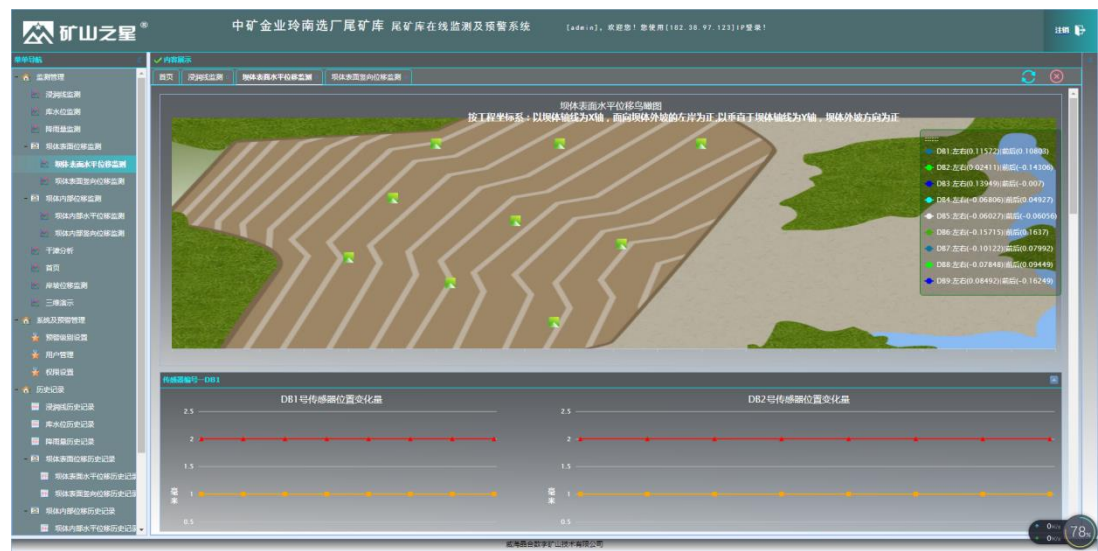 矿山之星®
中矿金业玲南选厂尾矿库 尾矿库在线监测及预警系统
[admin], 欢迎您! 您使用[182.38.97.123]IP登录!
注销
菜单导航
监测管理
浸润线监测
库水位监测
降雨量监测
坝体表面位移监测
坝体表面水平位移监测
坝体表面竖向位移监测
坝体内部位移监测
坝体内部水平位移监测
坝体内部竖向位移监测
干滩分析
首页
岸坡位移监测
三维演示
系统及预警管理
预警级别设置
用户管理
权限设置
历史记录
浸润线历史记录
库水位历史记录
降雨量历史记录
坝体表面位移历史记录
坝体表面水平位移历史记录
坝体表面竖向位移历史记录
坝体内部位移历史记录
坝体内部水平位移历史记录
内容展示
首页 浸润线监测 坝体表面水平位移监测 坝体表面竖向位移监测
坝体表面水平位移鸟瞰图
按工程坐标系：以坝体轴线为X轴，面向坝体外坡的左岸为正,以垂直于坝体轴线为Y轴，坝体外坡方向为正
DB1:左右(0.11572)|前后(0.10803)
DB2:左右(0.02411)|前后(-0.14306)
DB3:左右(0.13949)|前后(-0.007)
DB4:左右(-0.06806)|前后(0.04927)
DB5:左右(-0.06027)|前后(-0.06056)
DB6:左右(-0.15715)|前后(0.1637)
DB7:左右(-0.10122)|前后(0.07992)
DB8:左右(-0.07848)|前后(0.09449)
DB9:左右(0.08492)|前后(-0.16249)
传感器编号--DB1
DB1号传感器位置变化量
2.5
2
1.5
1
0.5
毫米
DB2号传感器位置变化量
2.5
2
1.5
1
0.5
毫米
78%
威海晶合数字矿山技术有限公司